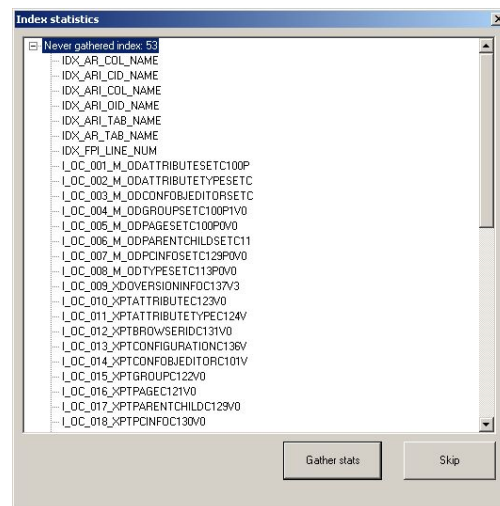 Index statistics
Never gathered index: 53
IDX_AR_COL_NAME
IDX_ARI_CID_NAME
IDX_ARI_COL_NAME
IDX_ARI_OID_NAME
IDX_ARI_TAB_NAME
IDX_AR_TAB_NAME
IDX_FPI_LINE_NUM
I_OC_001_M_ODATTRIBUTESETC100P
I_OC_002_M_ODATTRIBUTETYPESETC
I_OC_003_M_ODCONFOBJEDITORSETC
I_OC_004_M_ODGROUPSETC100P1V0
I_OC_005_M_ODPAGESETC100P0V0
I_OC_006_M_ODPARENTCHILDSETC11
I_OC_007_M_ODPCINFOSETC129P0V0
I_OC_008_M_ODTYPESETC113P0V0
I_OC_009_XDOVERSIONINFOC137V3
I_OC_010_XPTATTRIBUTEC123V0
I_OC_011_XPTATTRIBUTETYPEC124V
I_OC_012_XPTBROWSERIDC131V0
I_OC_013_XPTCONFIGURATIONC136V
I_OC_014_XPTCONFOBJEDITORC101V
I_OC_015_XPTGROUPC122V0
I_OC_016_XPTPAGEC121V0
I_OC_017_XPTPARENTCHILDC129V0
I_OC_018_XPTPCINFOC130V0
Gather stats
Skip